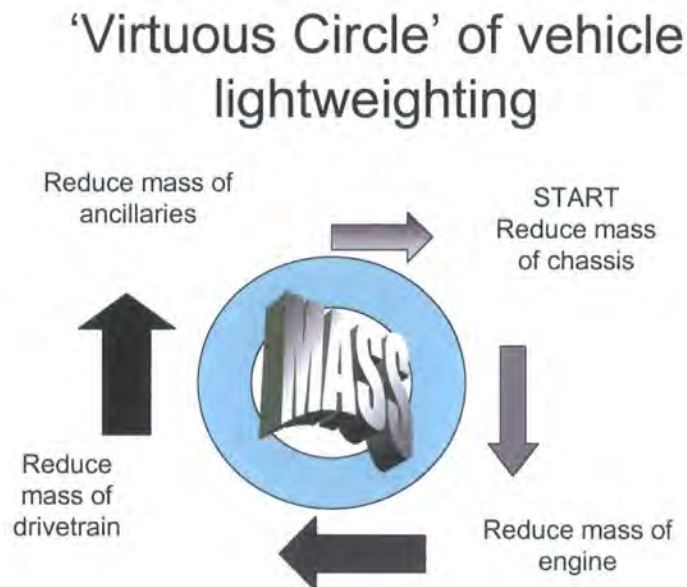 ‘Virtuous Circle’ of vehicle
lightweighting
Reduce mass of
ancillaries
START
Reduce mass
of chassis
MASS
Reduce
mass of
drivetrain
Reduce mass of
engine